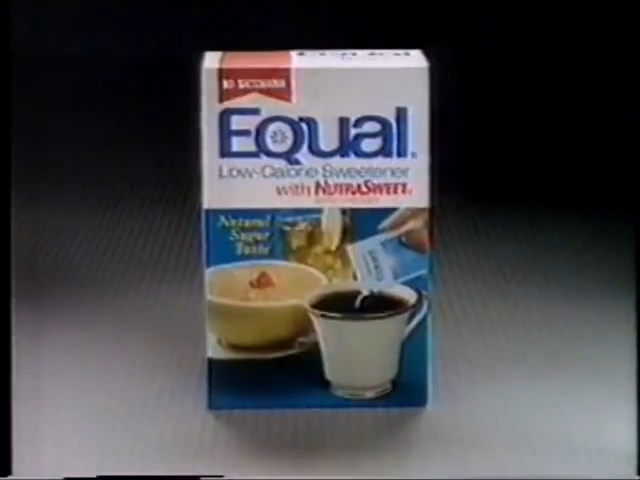 Equal
Low-Calorie Sweetener
with NutraSweet
Natural
Sugar
Taste